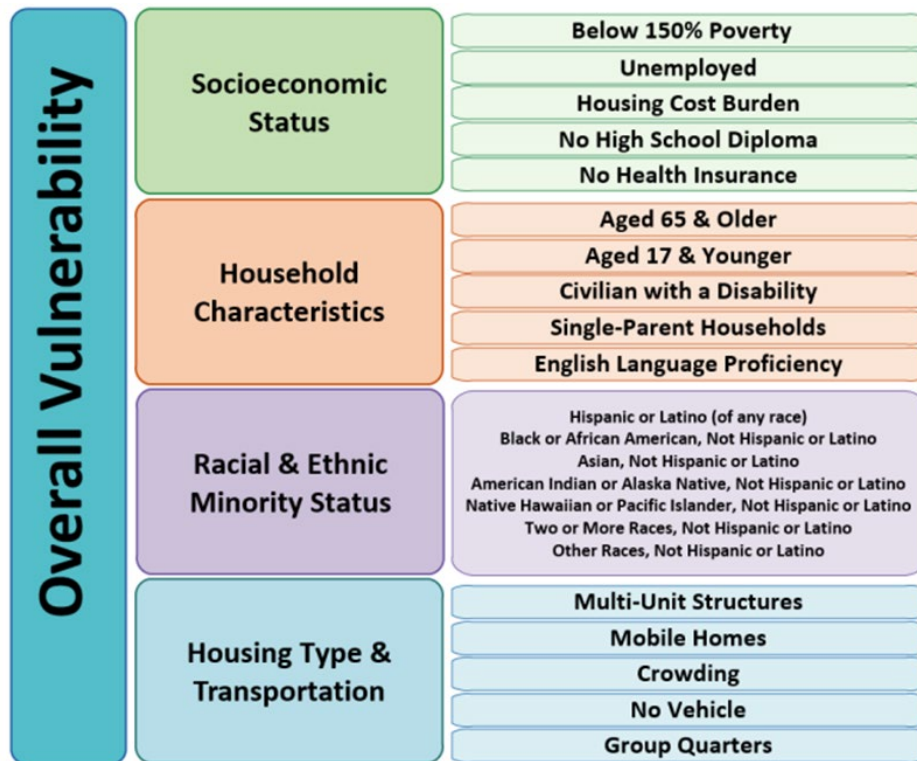 Overall Vulnerability
Socioeconomic
Status
Below 150% Poverty
Unemployed
Housing Cost Burden
No High School Diploma
No Health Insurance
Household
Characteristics
Aged 65 & Older
Aged 17 & Younger
Civilian with a Disability
Single-Parent Households
English Language Proficiency
Racial & Ethnic
Minority Status
Hispanic or Latino (of any race)
Black or African American, Not Hispanic or Latino
Asian, Not Hispanic or Latino
American Indian or Alaska Native, Not Hispanic or Latino
Native Hawaiian or Pacific Islander, Not Hispanic or Latino
Two or More Races, Not Hispanic or Latino
Other Races, Not Hispanic or Latino
Housing Type &
Transportation
Multi-Unit Structures
Mobile Homes
Crowding
No Vehicle
Group Quarters